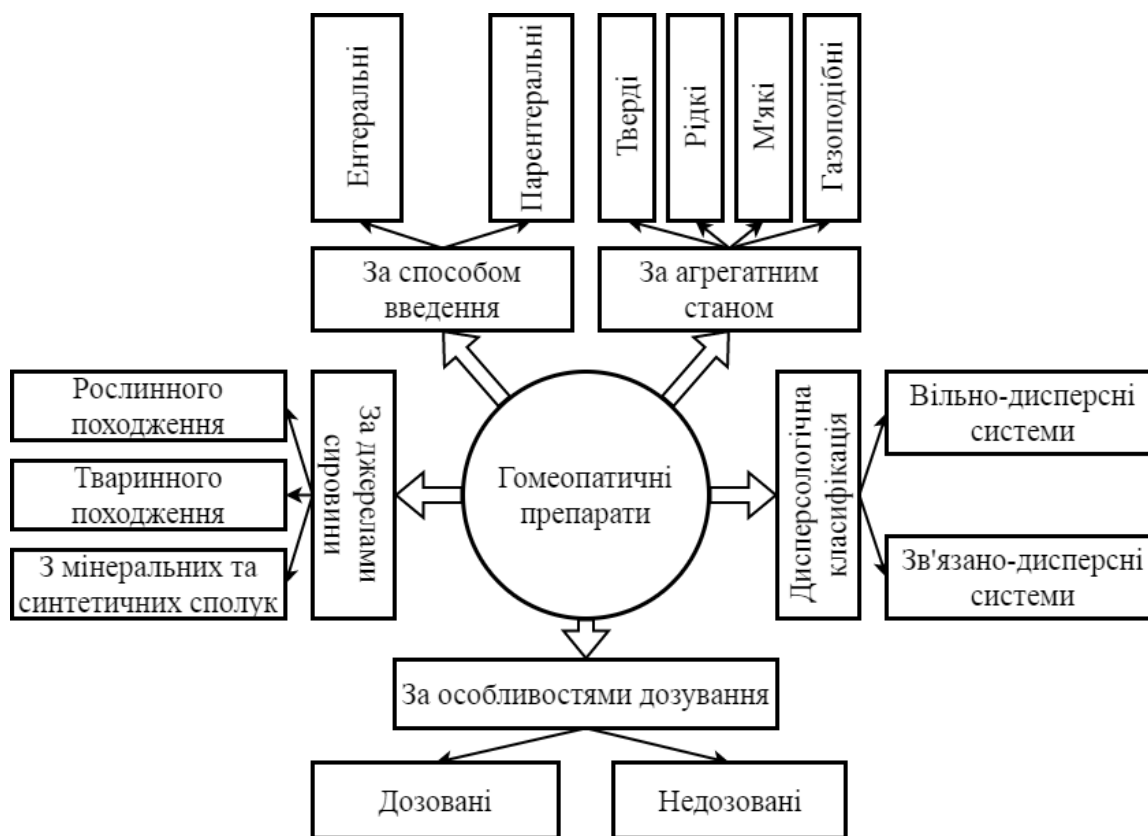 Ентеральні
Парентеральні
Тверді
Рідкі
М'які
Газоподібні
За способом
введення
За агрегатним
станом
Рослинного
походження
Тваринного
походження
З мінеральних та
синтетичних сполук
За джерелами
сировини
Гомеопатичні
препарати
Дисперсологічна
класифікація
Вільно-дисперсні
системи
Зв'язано-дисперсні
системи
За особливостями дозування
Дозовані
Недозовані